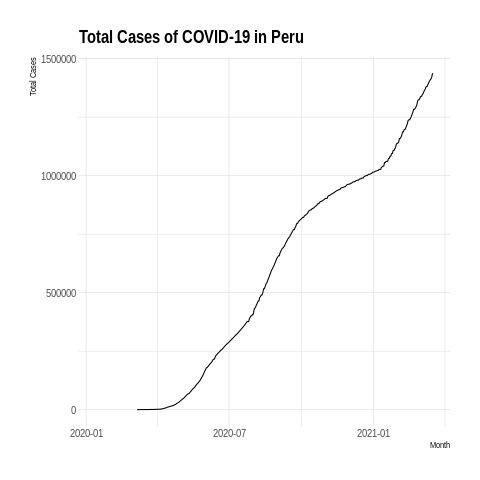 Total Cases of COVID-19 in Peru
Total Cases
1500000
1000000
500000
0
2020-01 2020-07 2021-01
Month